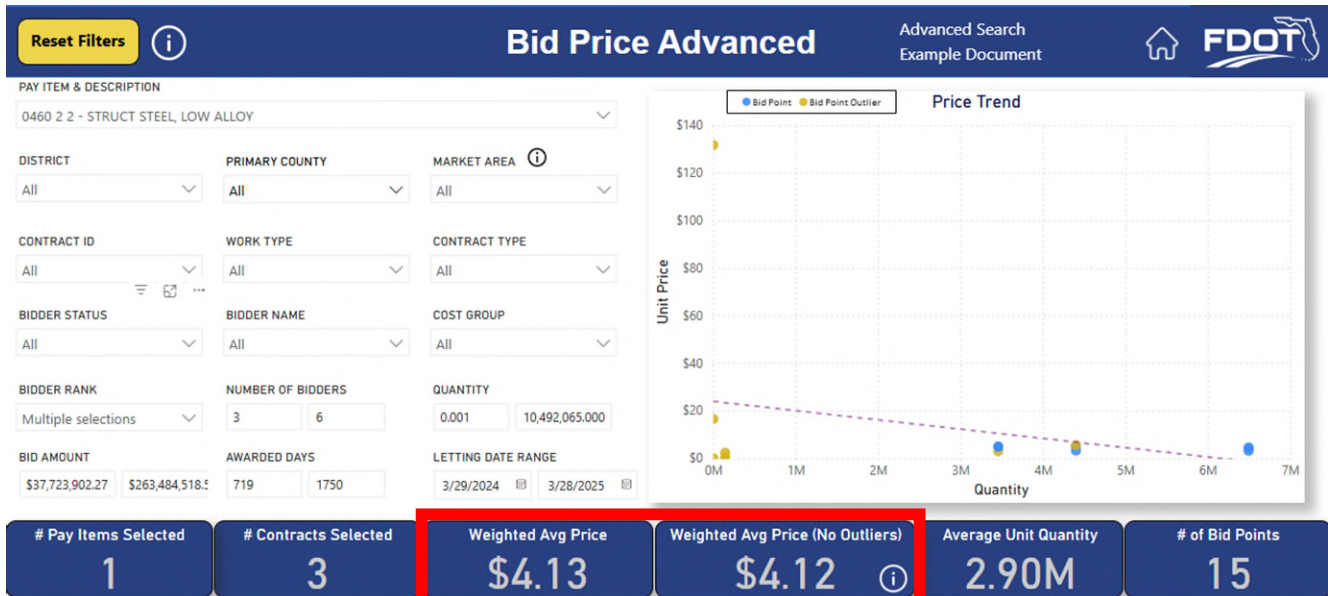 Reset Filters
Bid Price Advanced
Advanced Search
Example Document
FDOT
PAY ITEM & DESCRIPTION
0460 2 2 - STRUCT STEEL, LOW ALLOY
DISTRICT
PRIMARY COUNTY
MARKET AREA
All
All
All
CONTRACT ID
WORK TYPE
CONTRACT TYPE
All
All
All
BIDDER STATUS
BIDDER NAME
COST GROUP
All
All
All
BIDDER RANK
NUMBER OF BIDDERS
QUANTITY
Multiple selections
3
6
0.001
10,492,065.000
BID AMOUNT
AWARDED DAYS
LETTING DATE RANGE
$37,723,902.27
$263,484,518.5
719
1750
3/29/2024
3/28/2025
Bid Point
Bid Point Outlier
Price Trend
$140
$120
$100
$80
$60
$40
$20
$0
Unit Price
0M
1M
2M
3M
4M
5M
6M
7M
Quantity
# Pay Items Selected
1
# Contracts Selected
3
Weighted Avg Price
$4.13
Weighted Avg Price (No Outliers)
$4.12
Average Unit Quantity
2.90M
# of Bid Points
15